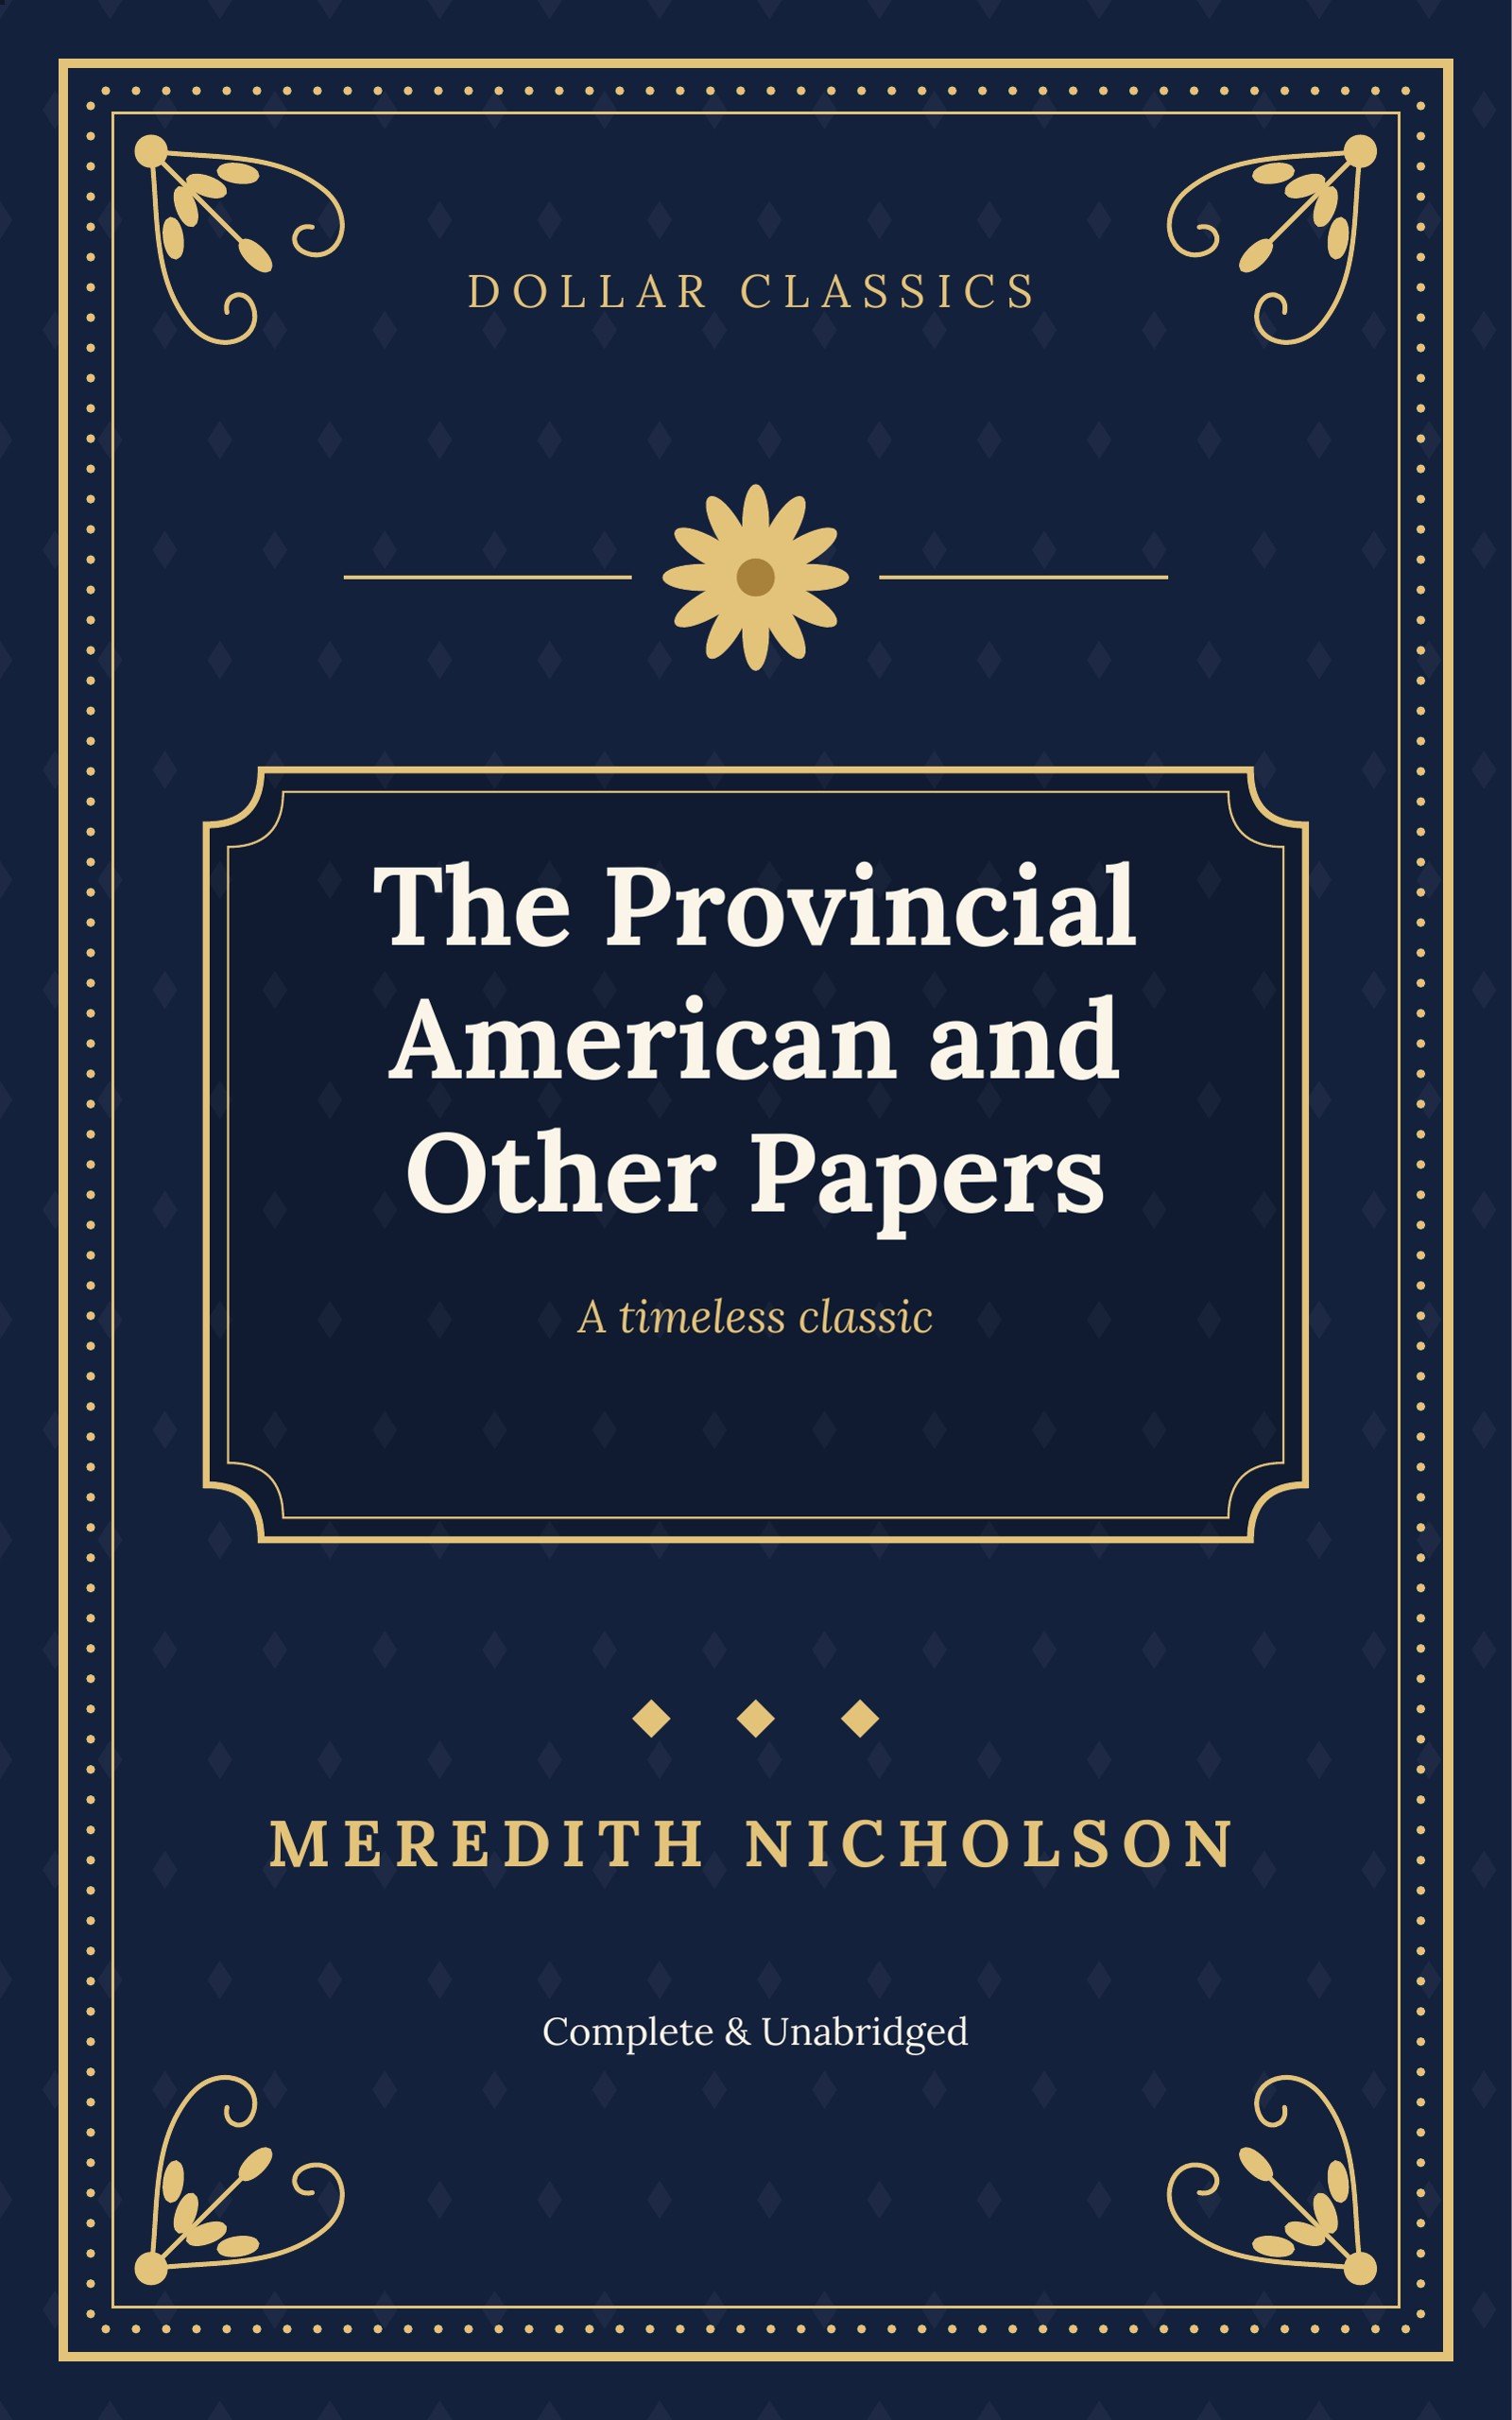 DOLLAR CLASSICS
The Provincial
American and
Other Papers
A timeless classic
MEREDITH NICHOLSON
Complete & Unabridged